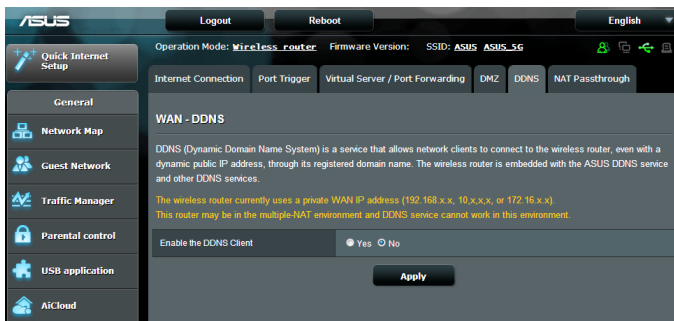 ASUS
Logout
Reboot
English
Quick Internet
Setup
Operation Mode: Wireless router Firmware Version: SSID: ASUS ASUS_5G
Internet Connection
Port Trigger
Virtual Server / Port Forwarding
DMZ
DDNS
NAT Passthrough
General
Network Map
Guest Network
Traffic Manager
Parental control
USB application
AiCloud
WAN - DDNS
DDNS (Dynamic Domain Name System) is a service that allows network clients to connect to the wireless router, even with a
dynamic public IP address, through its registered domain name. The wireless router is embedded with the ASUS DDNS service
and other DDNS services.
The wireless router currently uses a private WAN IP address (192.168.x.x, 10,x,x,x, or 172.16.x.x).
This router may be in the multiple-NAT environment and DDNS service cannot work in this environment.
Enable the DDNS Client
Yes No
Apply